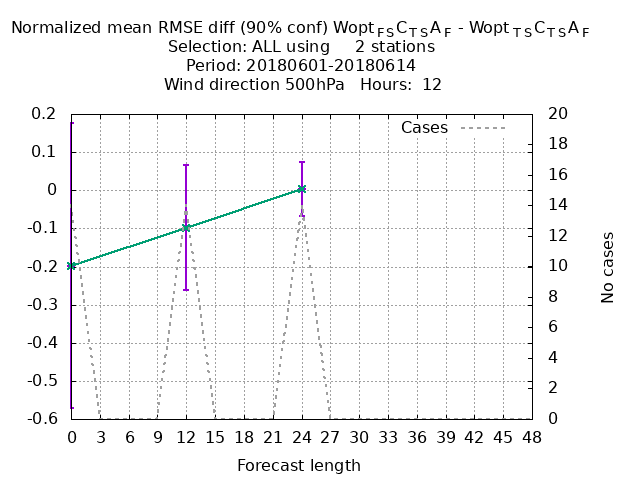 Normalized mean RMSE diff (90% conf) Wopt FS C TS A F - Wopt TS C TS A F
Selection: ALL using 2 stations
Period: 20180601-20180614
Wind direction 500hPa Hours: 12
Cases
0.2
0.1
0
-0.1
-0.2
-0.3
-0.4
-0.5
-0.6
20
18
16
14
12
10
8
6
4
2
0
No cases
0 3 6 9 12 15 18 21 24 27 30 33 36 39 42 45 48
Forecast length